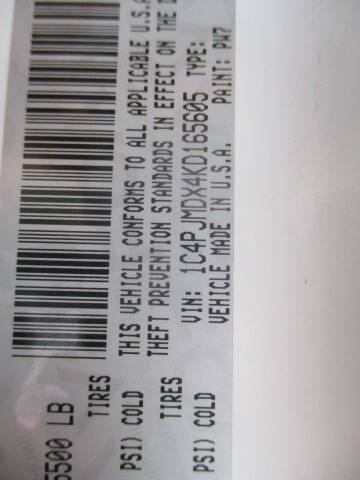 5500 LB
TIRES
PSI) COLD
TIRES
PSI) COLD
THIS VEHICLE CONFORMS TO ALL APPLICABLE U.S.A
THEFT PREVENTION STANDARDS IN EFFECT ON THE D
VIN: 1C4PJMDX4KD165605 TYPE:
VEHICLE MADE IN U.S.A. PAINT: PW7